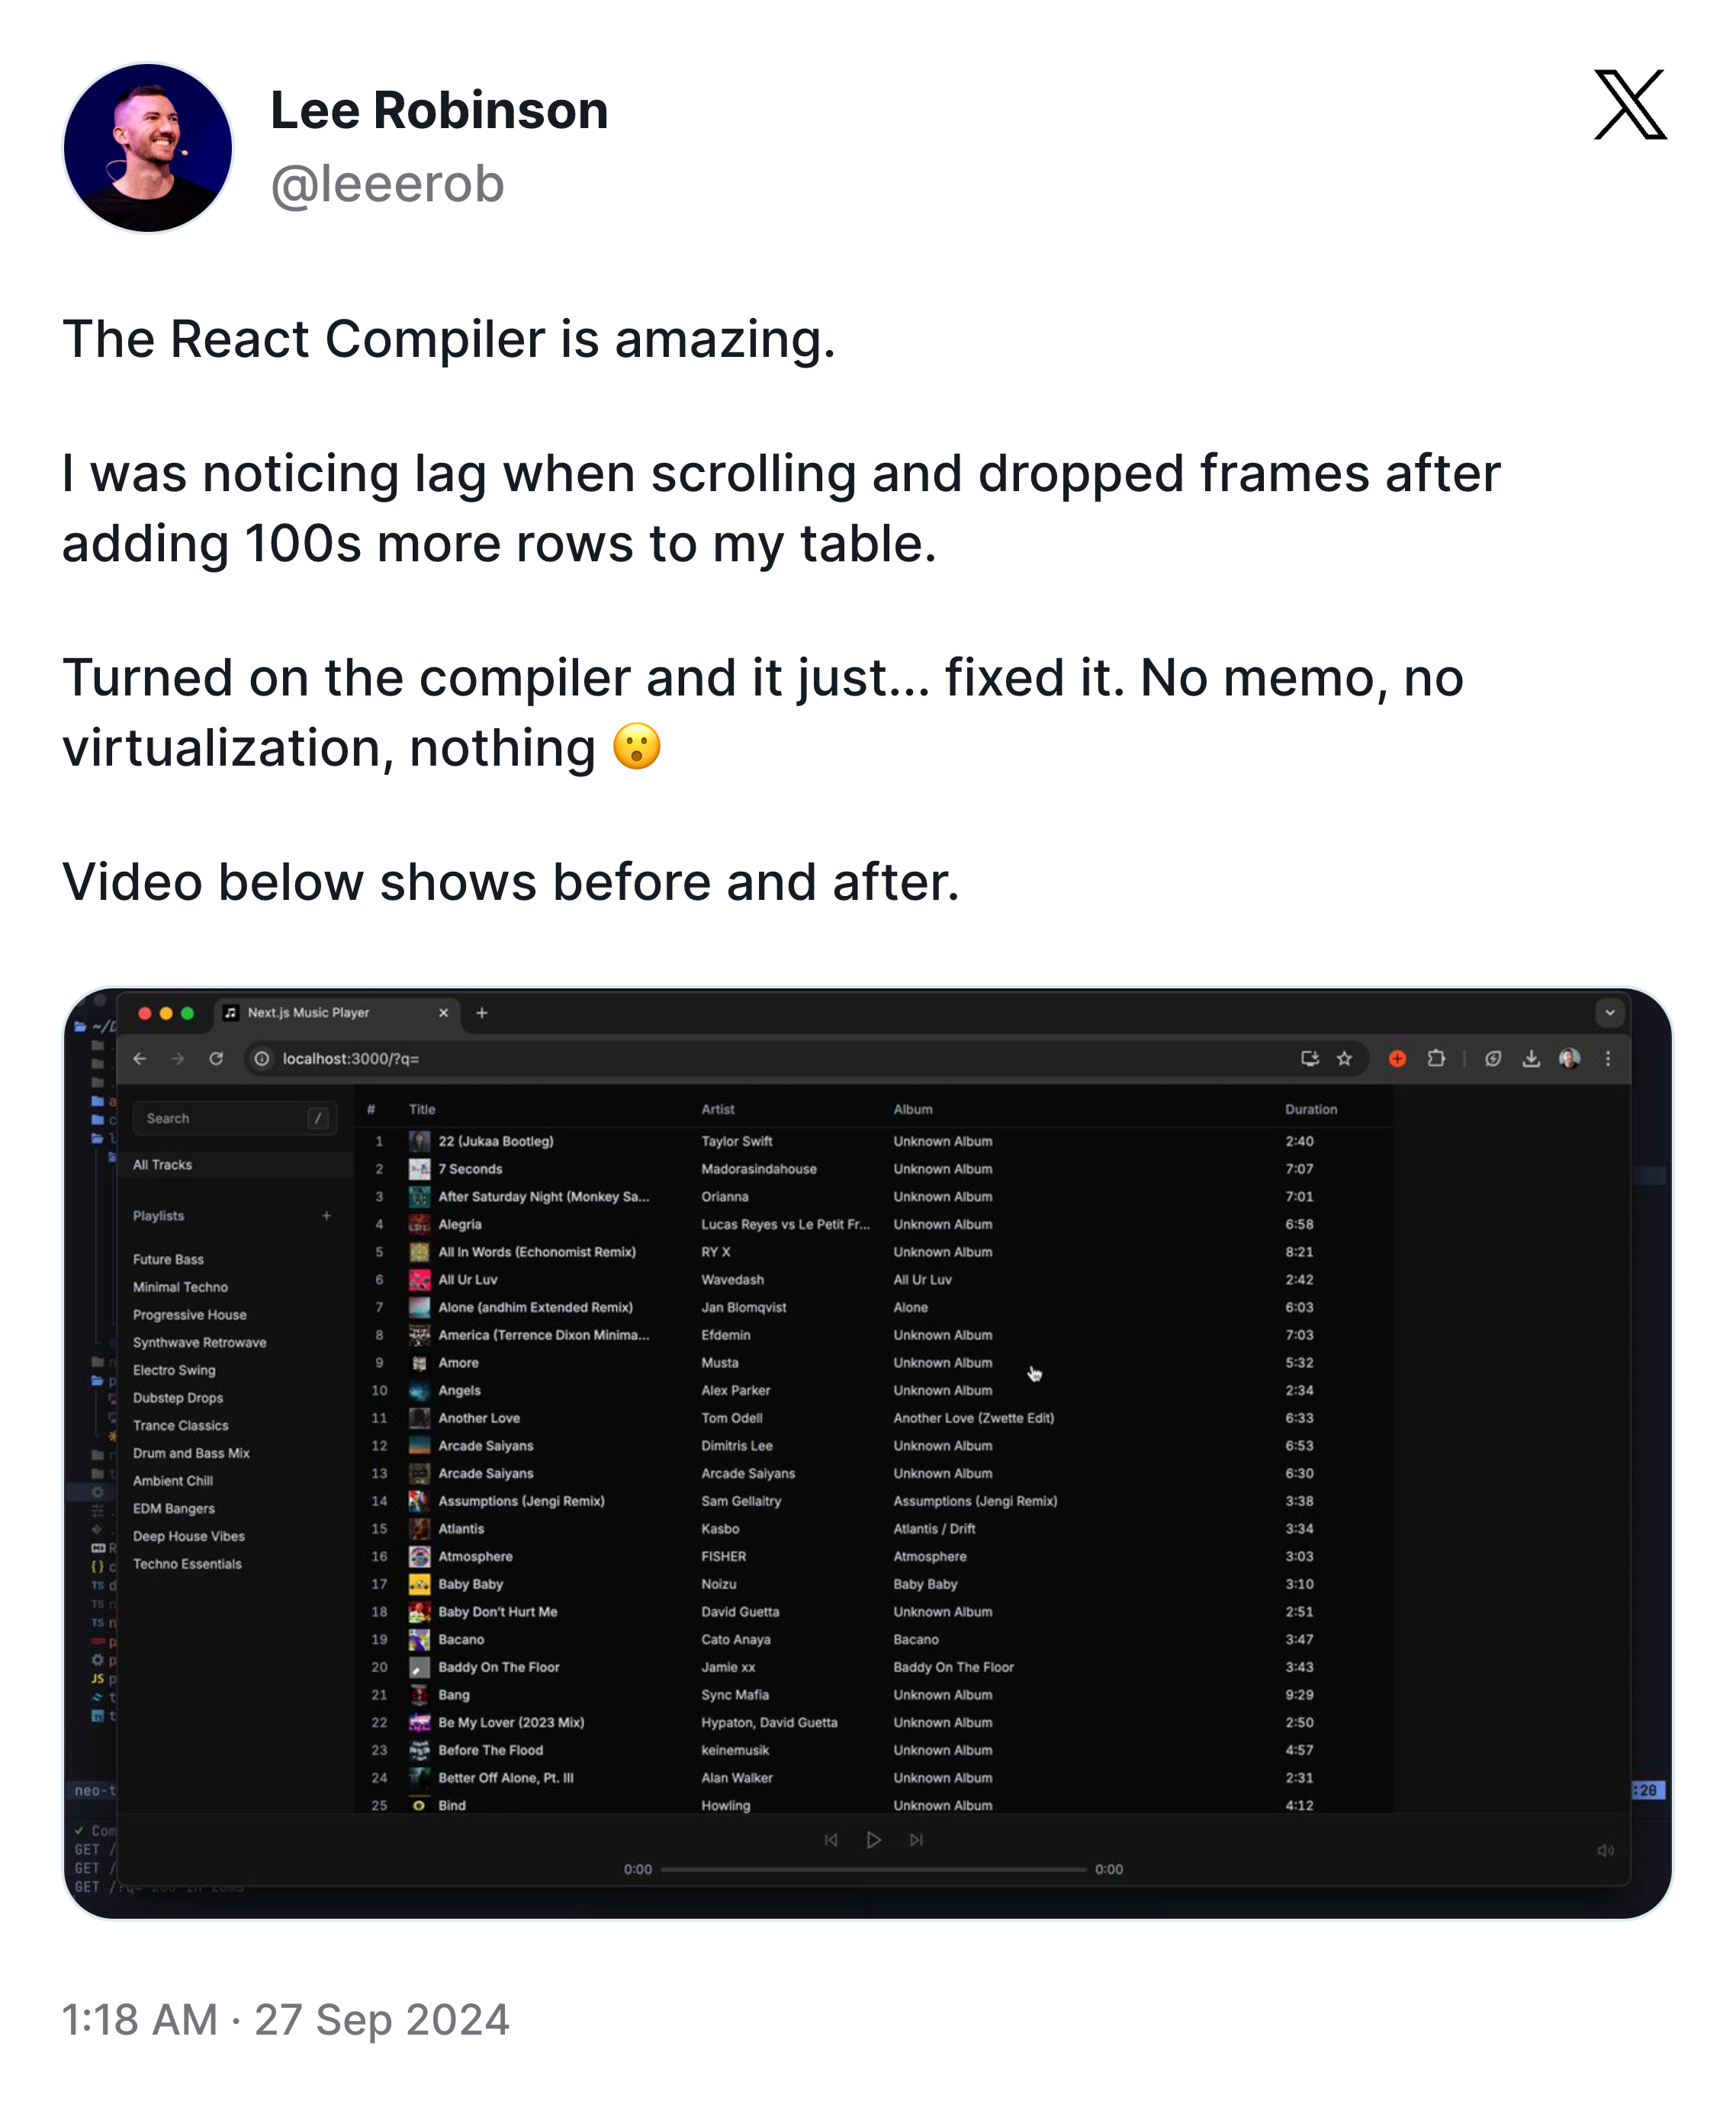 Lee Robinson
@leeerob
The React Compiler is amazing.
I was noticing lag when scrolling and dropped frames after
adding 100s more rows to my table.
Turned on the compiler and it just... fixed it. No memo, no
virtualization, nothing 😮
Video below shows before and after.
Next.js Music Player
localhost:3000/?q=
Search /
All Tracks
Playlists +
Future Bass
Minimal Techno
Progressive House
Synthwave Retrowave
Electro Swing
Dubstep Drops
Trance Classics
Drum and Bass Mix
Ambient Chill
EDM Bangers
Deep House Vibes
Techno Essentials
# Title Artist Album Duration
1 22 (Jukaa Bootleg) Taylor Swift Unknown Album 2:40
2 7 Seconds Madorasindahouse Unknown Album 7:07
3 After Saturday Night (Monkey Sa... Orianna Unknown Album 7:01
4 Alegria Lucas Reyes vs Le Petit Fr... Unknown Album 6:58
5 All In Words (Echonomist Remix) RY X Unknown Album 8:21
6 All Ur Luv Wavedash All Ur Luv 2:42
7 Alone (andhim Extended Remix) Jan Blomqvist Alone 6:03
8 America (Terrence Dixon Minima... Efdemin Unknown Album 7:03
9 Amore Musta Unknown Album 5:32
10 Angels Alex Parker Unknown Album 2:34
11 Another Love Tom Odell Another Love (Zwette Edit) 6:33
12 Arcade Saiyans Dimitris Lee Unknown Album 6:53
13 Arcade Saiyans Arcade Saiyans Unknown Album 6:30
14 Assumptions (Jengi Remix) Sam Gellaitry Assumptions (Jengi Remix) 3:38
15 Atlantis Kasbo Atlantis / Drift 3:34
16 Atmosphere FISHER Atmosphere 3:03
17 Baby Baby Noizu Baby Baby 3:10
18 Baby Don't Hurt Me David Guetta Unknown Album 2:51
19 Bacano Cato Anaya Bacano 3:47
20 Baddy On The Floor Jamie xx Baddy On The Floor 3:43
21 Bang Sync Mafia Unknown Album 9:29
22 Be My Lover (2023 Mix) Hypaton, David Guetta Unknown Album 2:50
23 Before The Flood keinemusik Unknown Album 4:57
24 Better Off Alone, Pt. III Alan Walker Unknown Album 2:31
25 Bind Howling Unknown Album 4:12
0:00 0:00
neo-t
:20
✓ Com
GET /
GET /
GET /
1:18 AM · 27 Sep 2024